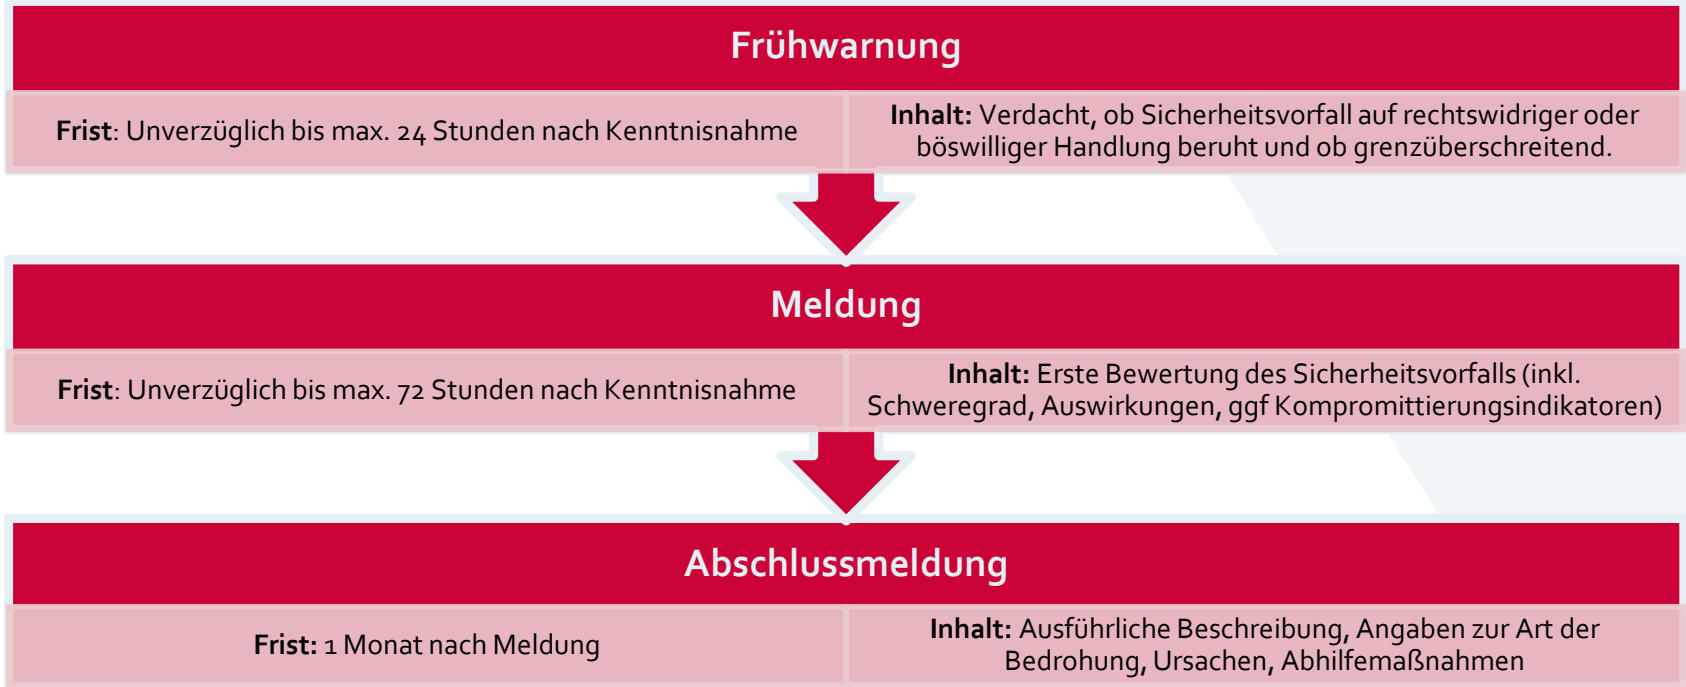 Frühwarnung
Frist: Unverzüglich bis max. 24 Stunden nach Kenntnisnahme
Inhalt: Verdacht, ob Sicherheitsvorfall auf rechtswidriger oder
böswilliger Handlung beruht und ob grenzüberschreitend.
Meldung
Frist: Unverzüglich bis max. 72 Stunden nach Kenntnisnahme
Inhalt: Erste Bewertung des Sicherheitsvorfalls (inkl.
Schweregrad, Auswirkungen, ggf Kompromittierungsindikatoren)
Abschlussmeldung
Frist: 1 Monat nach Meldung
Inhalt: Ausführliche Beschreibung, Angaben zur Art der
Bedrohung, Ursachen, Abhilfemaßnahmen